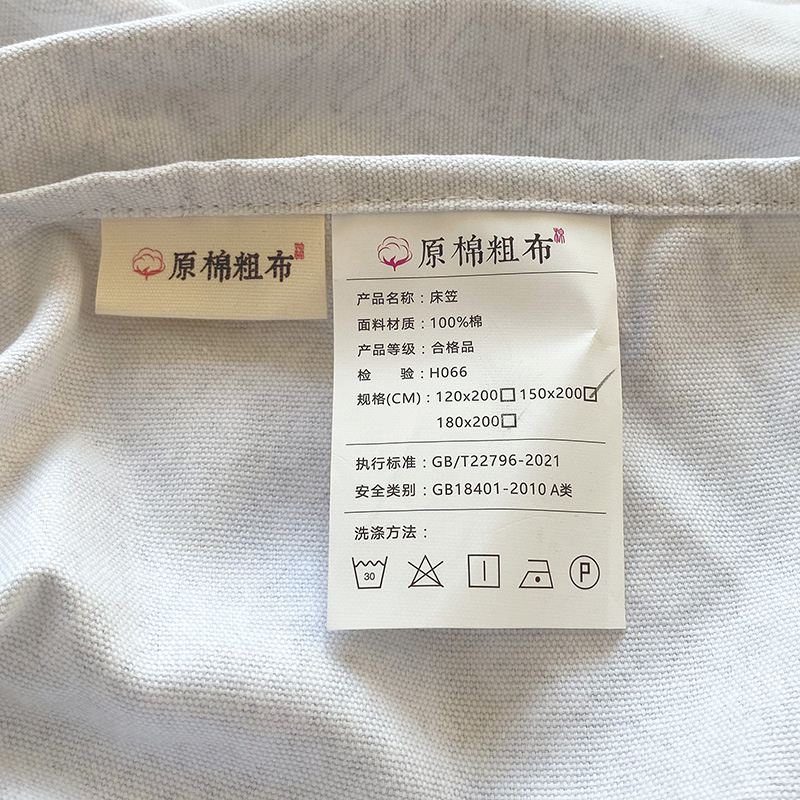 原棉粗布
原棉粗布 棉
产品名称：床笠
面料材质：100%棉
产品等级：合格品
检　　验：H066
规格(CM)：120x200□ 150x200☑
180x200□
执行标准：GB/T22796-2021
安全类别：GB18401-2010 A类
洗涤方法：
30
P